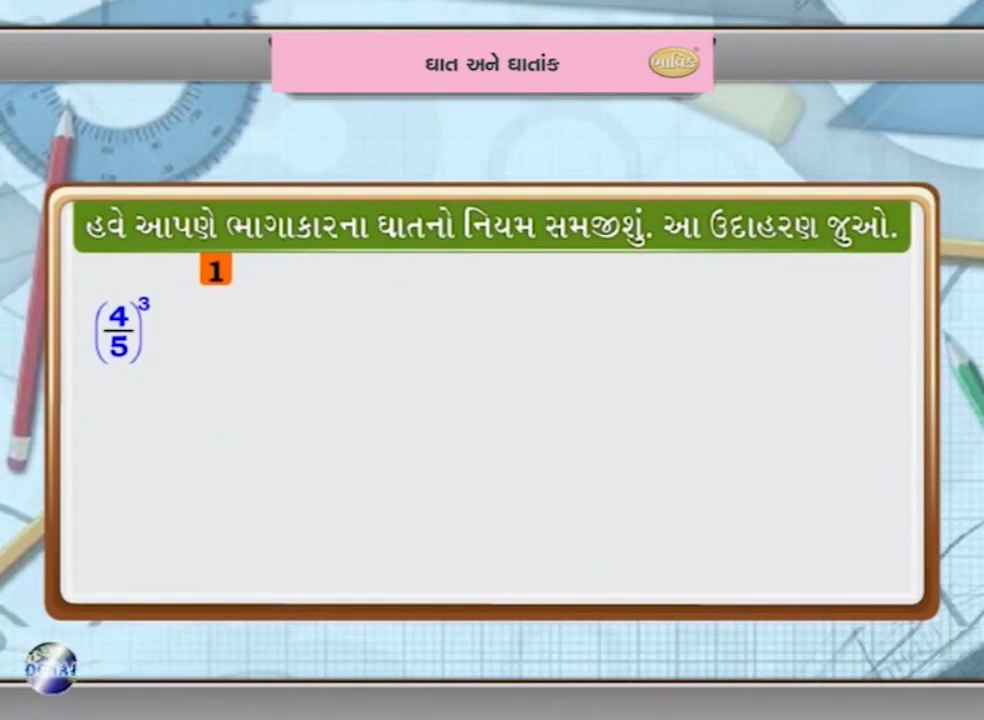 ઘાત અને ઘાતાંક
ભાવિક
હવે આપણે ભાગાકારના ઘાતનો નિયમ સમજીશું. આ ઉદાહરણ જુઓ.
1
(4/5)³